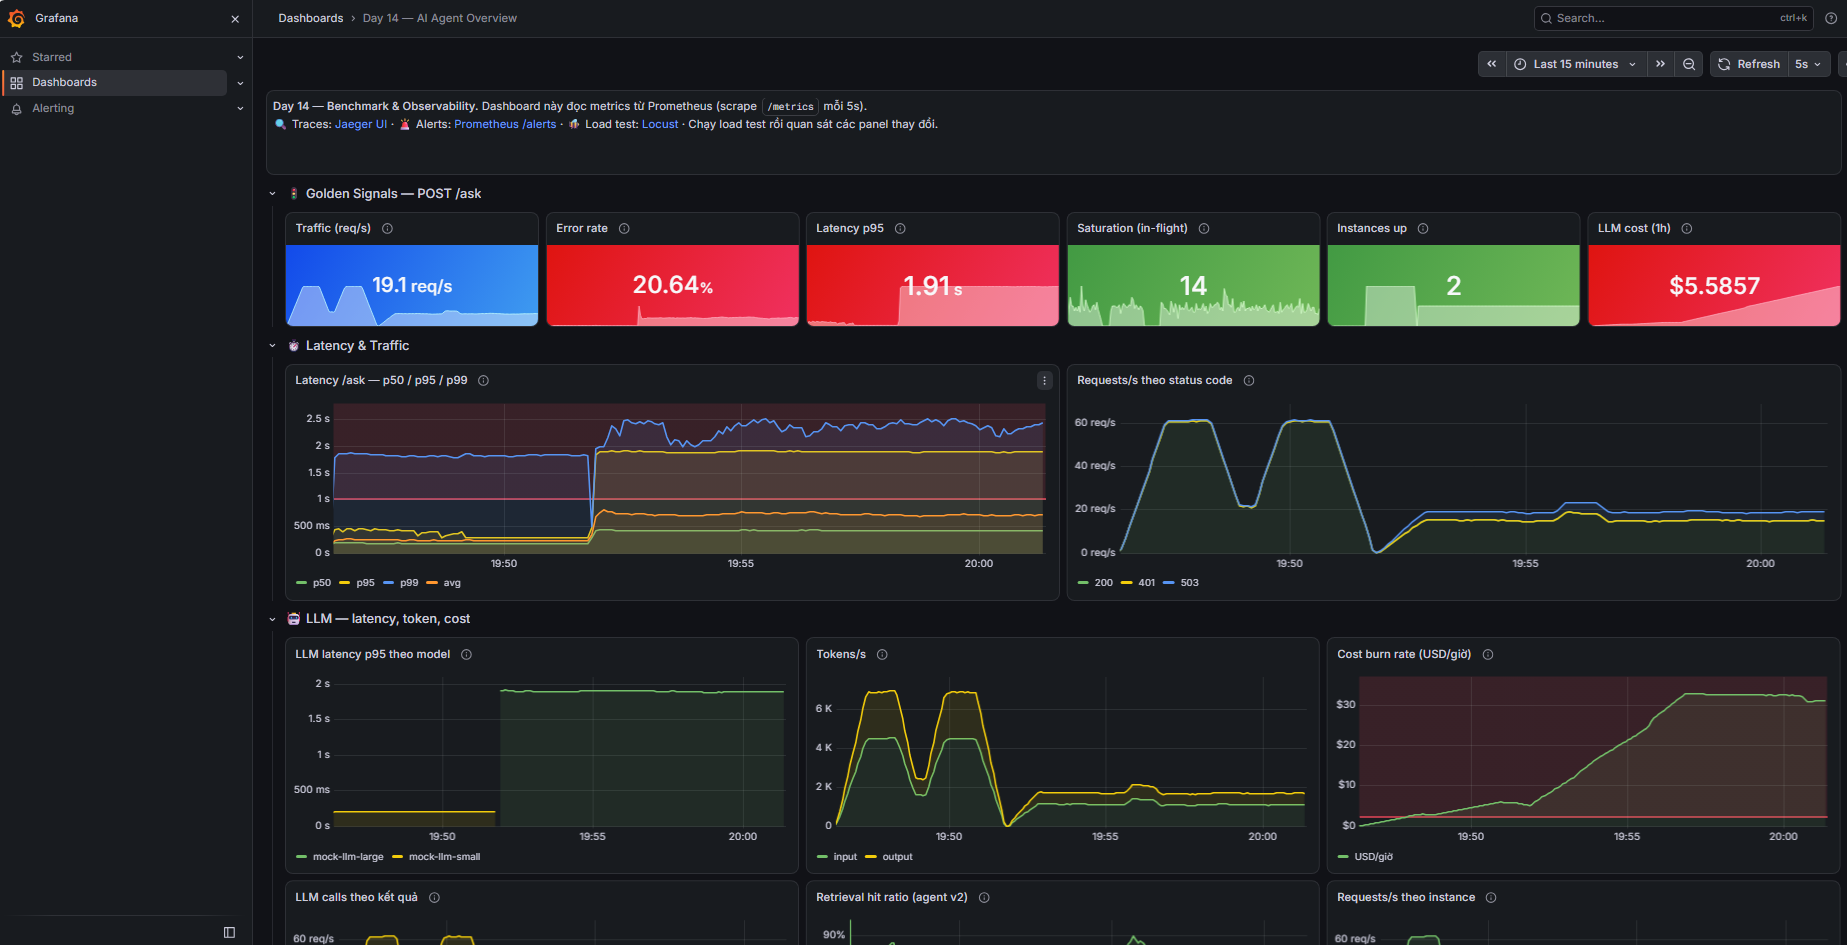 Grafana
Dashboards › Day 14 — AI Agent Overview
Search...
ctrl+k
Starred
Dashboards
Alerting
Last 15 minutes
Refresh
5s
Day 14 — Benchmark & Observability. Dashboard này đọc metrics từ Prometheus (scrape /metrics mỗi 5s).
Traces: Jaeger UI · Alerts: Prometheus /alerts · Load test: Locust · Chạy load test rồi quan sát các panel thay đổi.
Golden Signals — POST /ask
Traffic (req/s)
19.1 req/s
Error rate
20.64%
Latency p95
1.91 s
Saturation (in-flight)
14
Instances up
2
LLM cost (1h)
$5.5857
Latency & Traffic
Latency /ask — p50 / p95 / p99
2.5 s
2 s
1.5 s
1 s
500 ms
0 s
19:50
19:55
20:00
p50
p95
p99
avg
Requests/s theo status code
60 req/s
40 req/s
20 req/s
0 req/s
19:50
19:55
20:00
200
401
503
LLM — latency, token, cost
LLM latency p95 theo model
2 s
1.5 s
1 s
500 ms
0 s
19:50
19:55
20:00
mock-llm-large
mock-llm-small
Tokens/s
6 K
4 K
2 K
0
19:50
19:55
20:00
input
output
Cost burn rate (USD/giờ)
$30
$20
$10
$0
19:50
19:55
20:00
USD/giờ
LLM calls theo kết quả
60 req/s
Retrieval hit ratio (agent v2)
90%
Requests/s theo instance
60 req/s